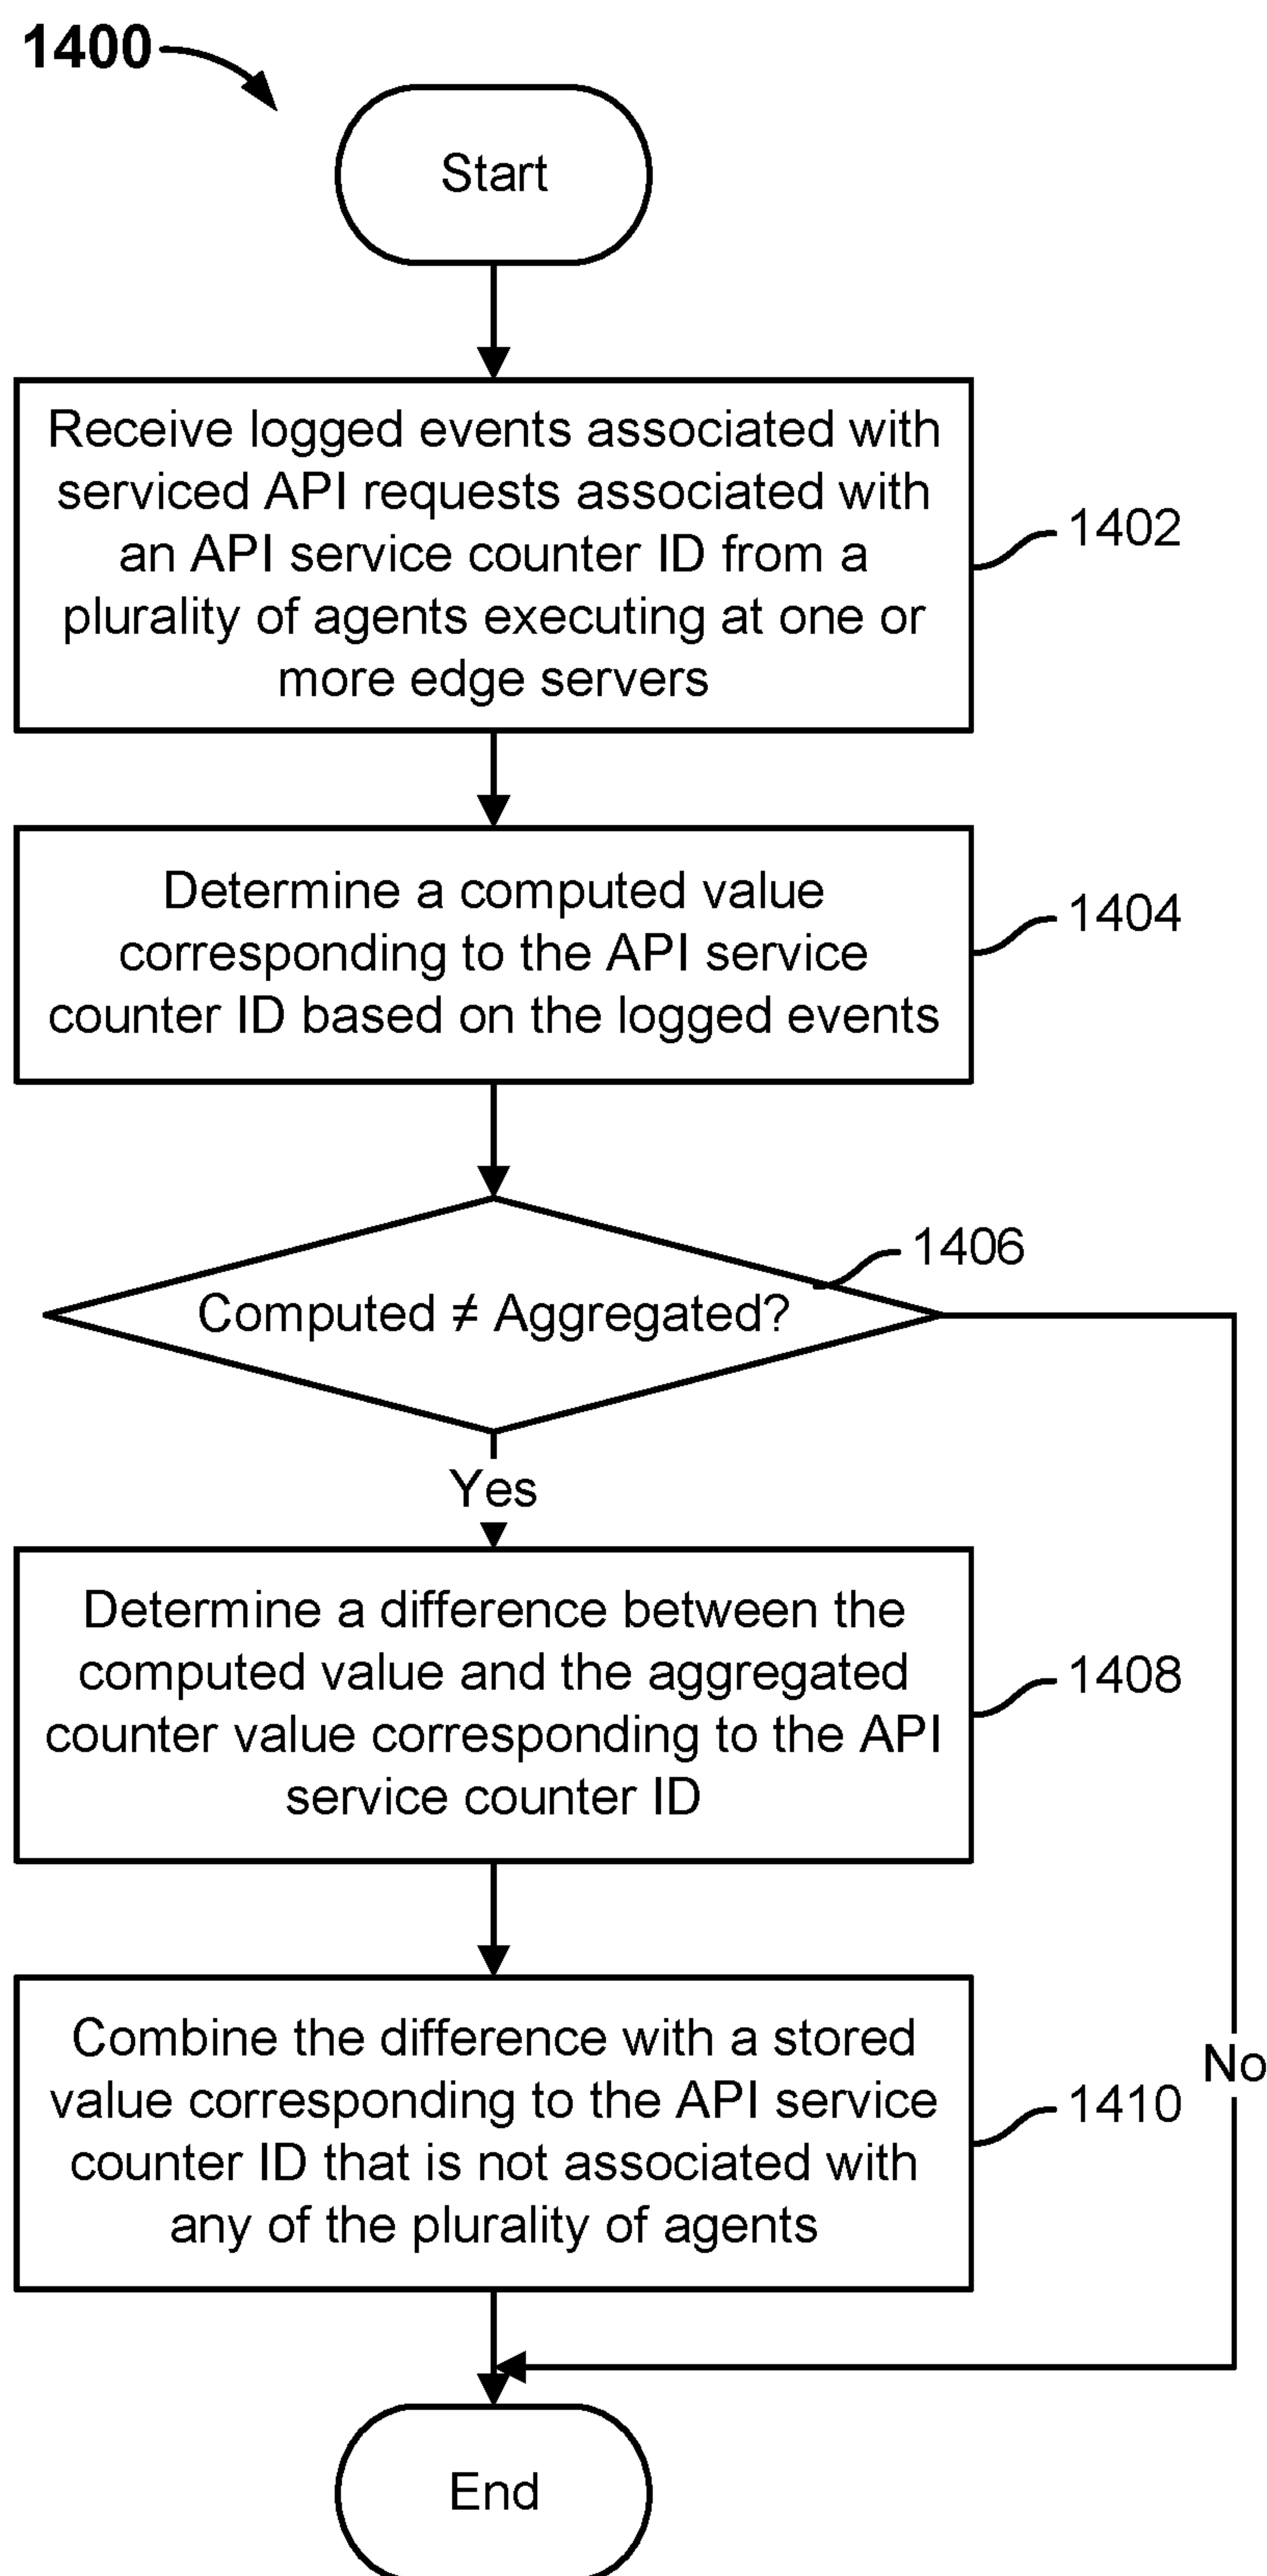 1400
Start
Receive logged events associated with
serviced API requests associated with
an API service counter ID from a
plurality of agents executing at one or
more edge servers
1402
Determine a computed value
corresponding to the API service
counter ID based on the logged events
1404
1406
Computed ≠ Aggregated?
Yes
Determine a difference between the
computed value and the aggregated
counter value corresponding to the API
service counter ID
1408
Combine the difference with a stored
value corresponding to the API service
counter ID that is not associated with
any of the plurality of agents
1410
No
End